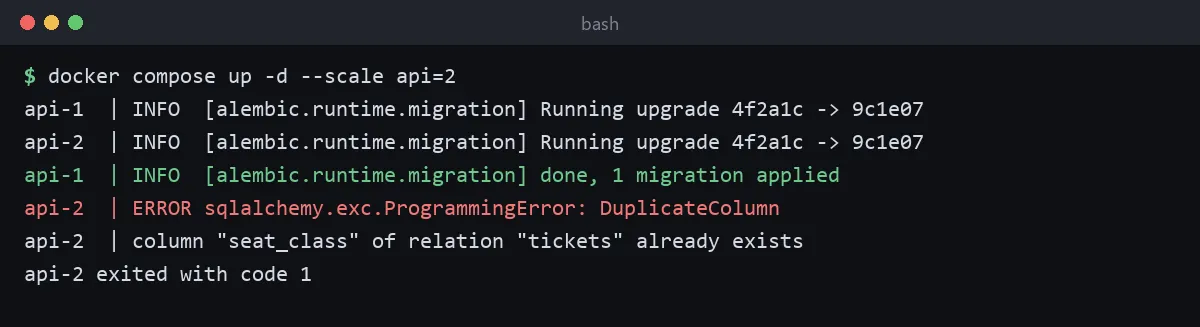 bash
$ docker compose up -d --scale api=2
api-1  | INFO  [alembic.runtime.migration] Running upgrade 4f2a1c -> 9c1e07
api-2  | INFO  [alembic.runtime.migration] Running upgrade 4f2a1c -> 9c1e07
api-1  | INFO  [alembic.runtime.migration] done, 1 migration applied
api-2  | ERROR sqlalchemy.exc.ProgrammingError: DuplicateColumn
api-2  | column "seat_class" of relation "tickets" already exists
api-2 exited with code 1